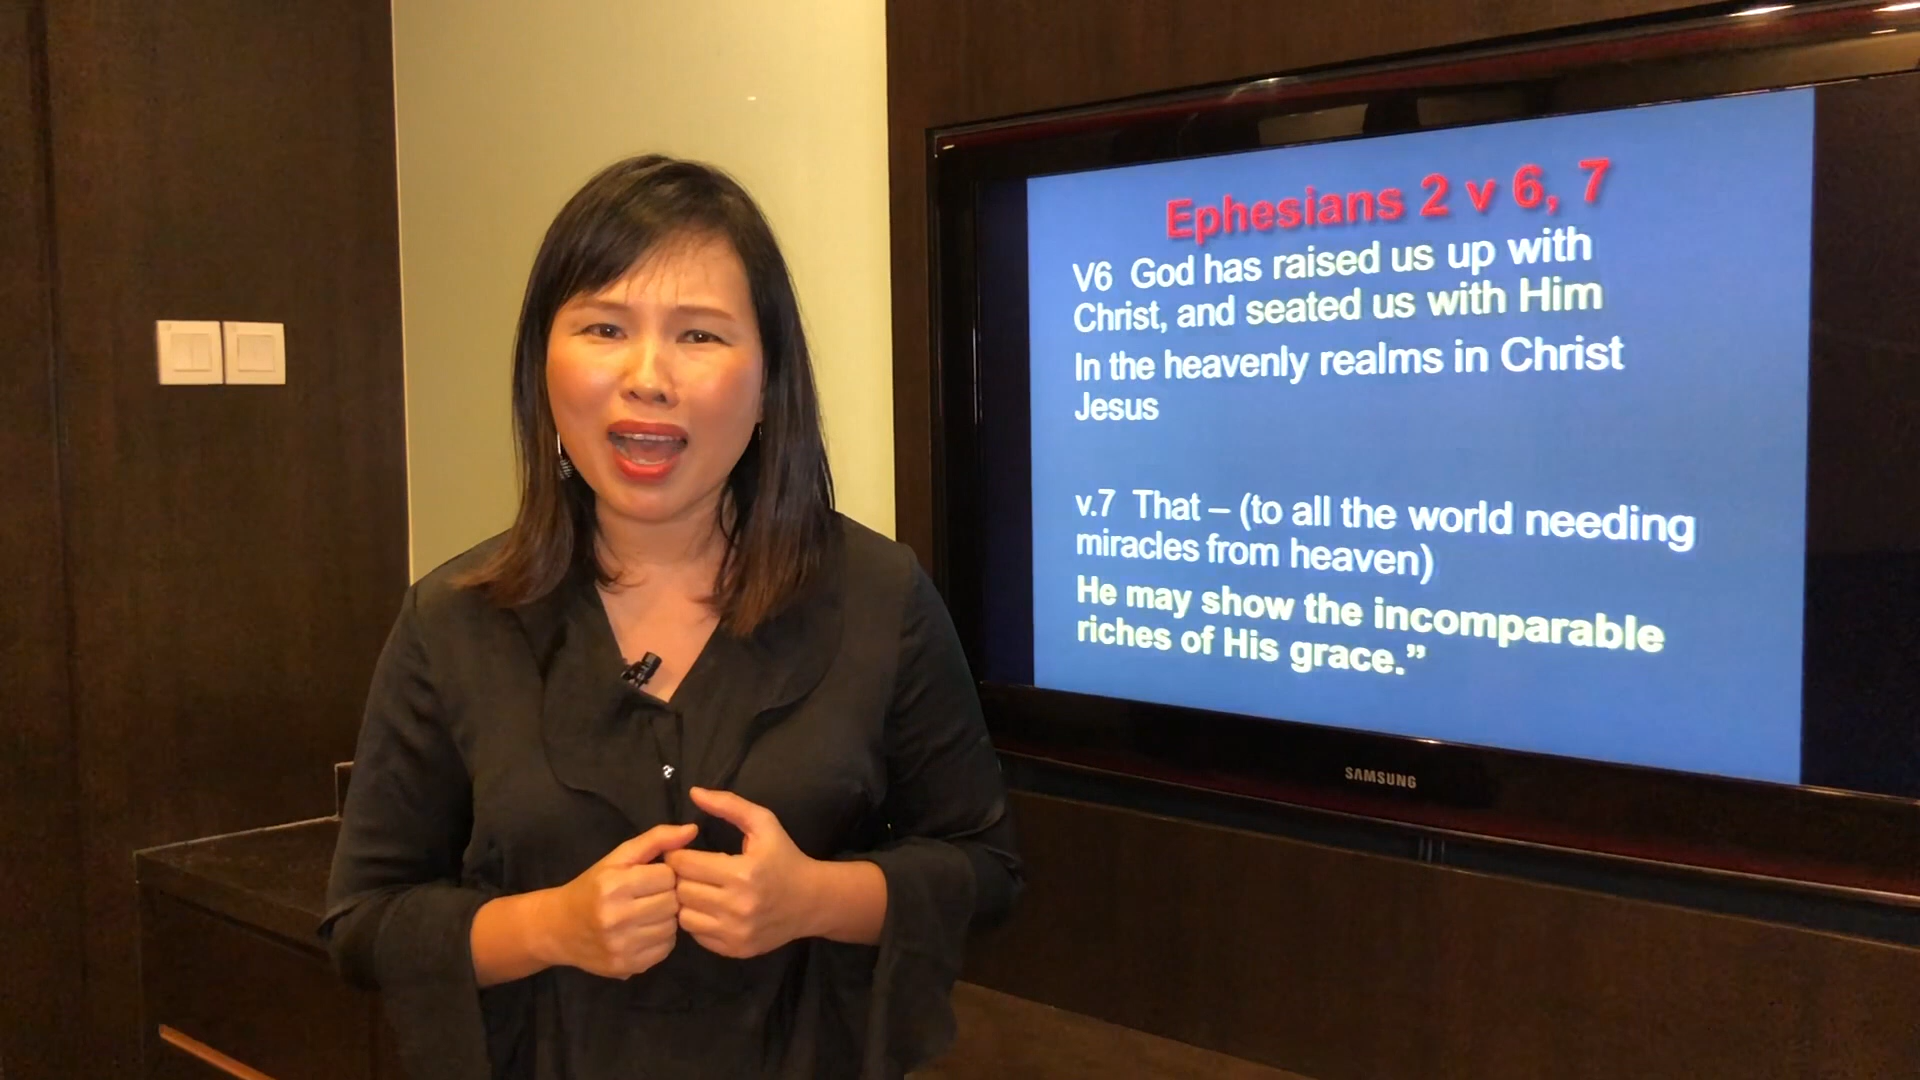 Ephesians 2 v 6, 7
V6 God has raised us up with
Christ, and seated us with Him
In the heavenly realms in Christ
Jesus
v.7 That – (to all the world needing
miracles from heaven)
He may show the incomparable
riches of His grace.”
SAMSUNG